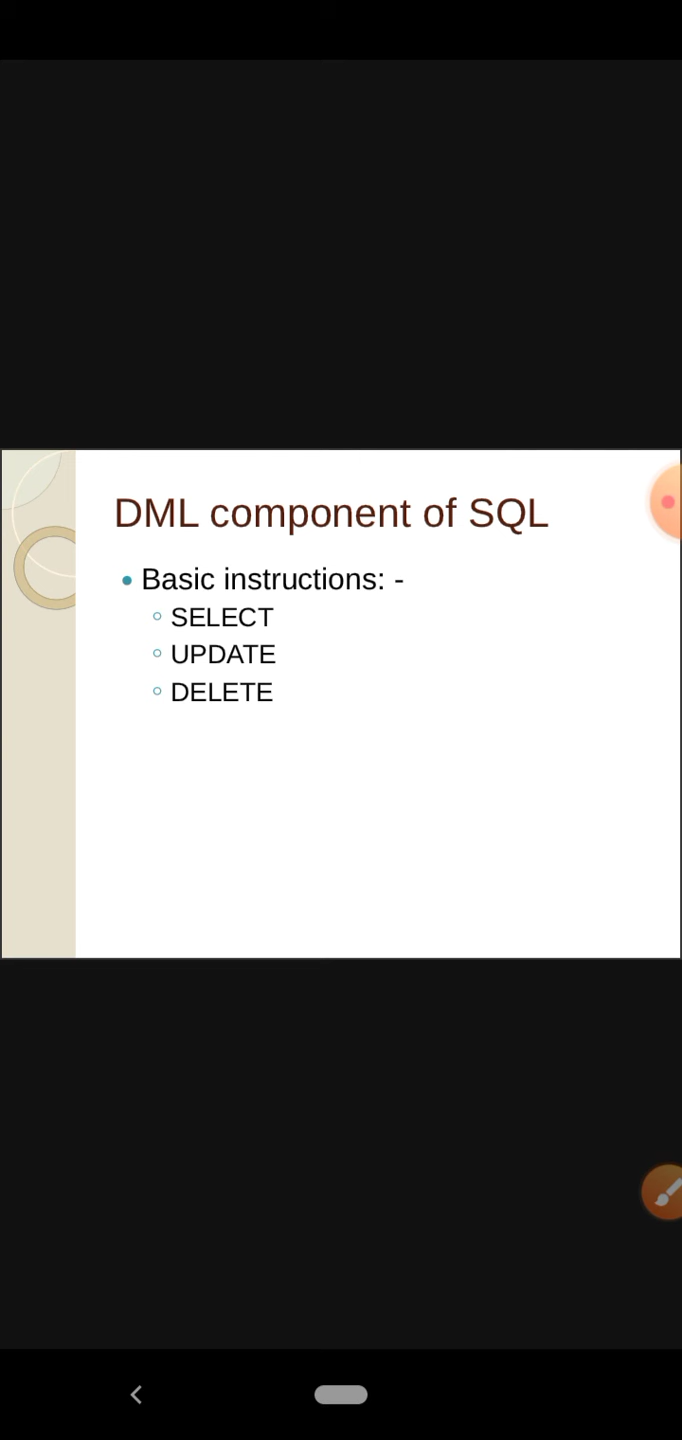 DML component of SQL
Basic instructions: -
SELECT
UPDATE
DELETE